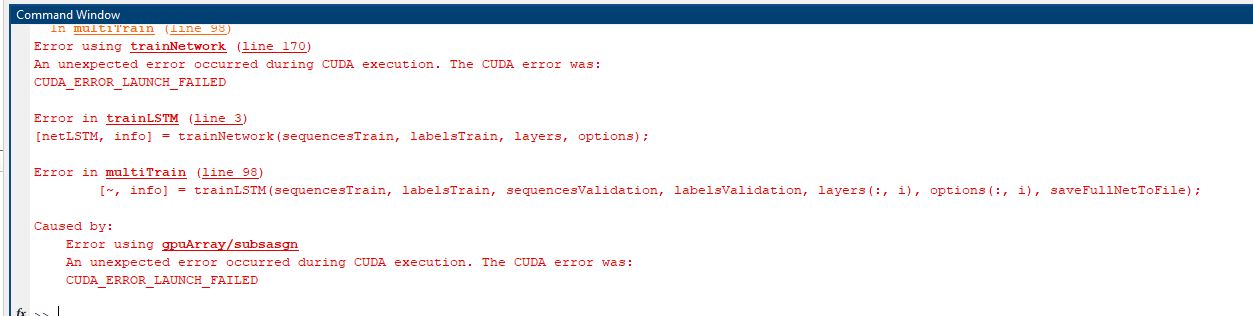 Command Window
In multiTrain (line 98)
Error using trainNetwork (line 170)
An unexpected error occurred during CUDA execution. The CUDA error was:
CUDA_ERROR_LAUNCH_FAILED
Error in trainLSTM (line 3)
[netLSTM, info] = trainNetwork(sequencesTrain, labelsTrain, layers, options);
Error in multiTrain (line 98)
[~, info] = trainLSTM(sequencesTrain, labelsTrain, sequencesValidation, labelsValidation, layers(:, i), options(:, i), saveFullNetToFile);
Caused by:
Error using gpuArray/subsasgn
An unexpected error occurred during CUDA execution. The CUDA error was:
CUDA_ERROR_LAUNCH_FAILED
fx >>